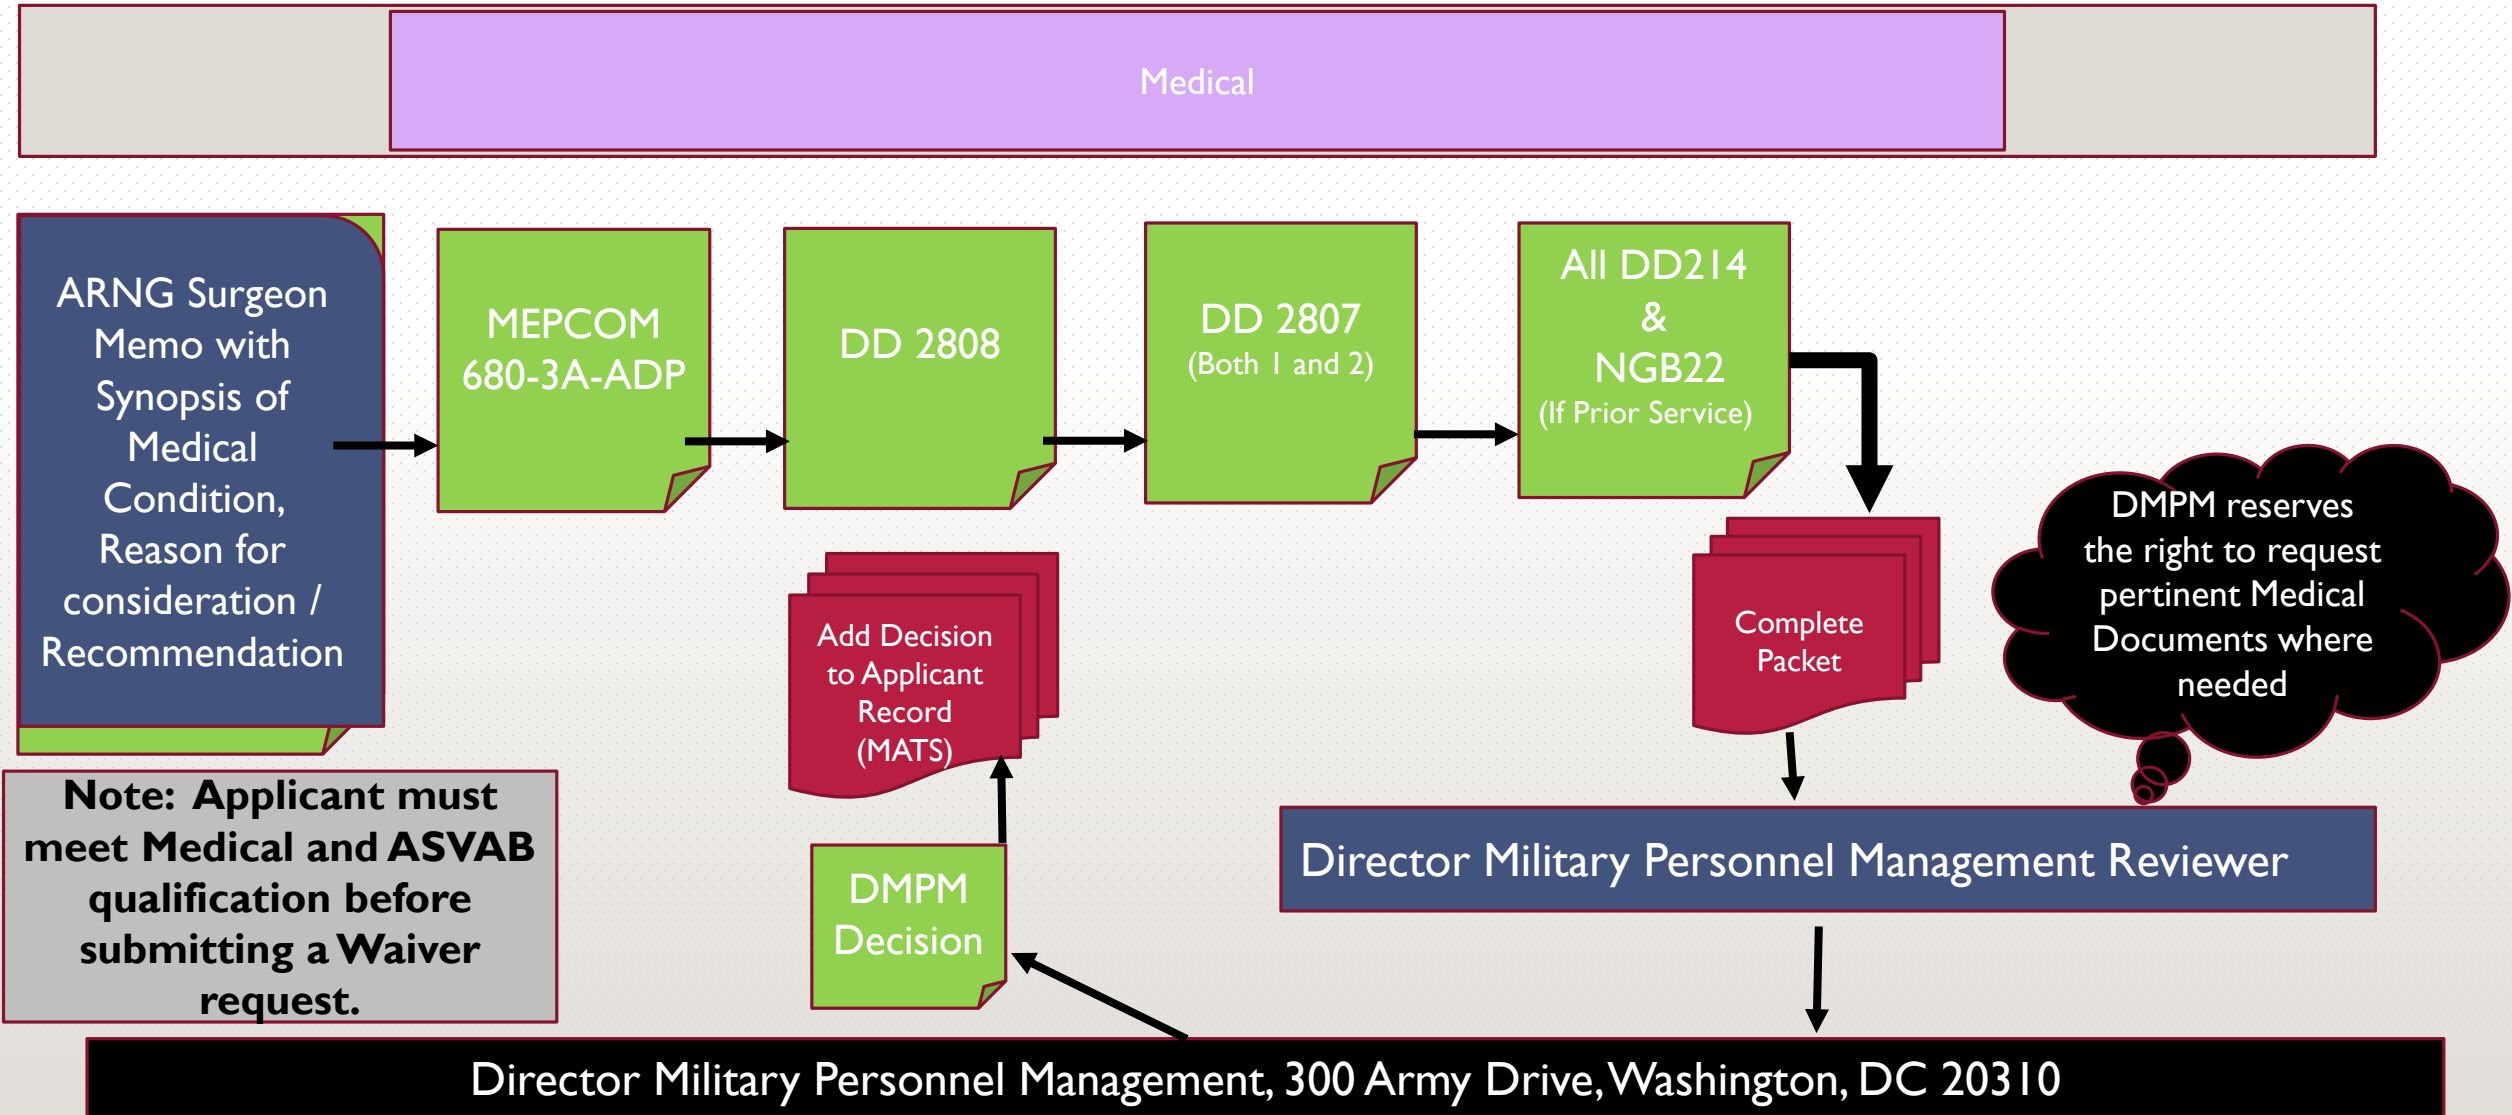 Medical
ARNG Surgeon
Memo with
Synopsis of
Medical
Condition,
Reason for
consideration /
Recommendation
MEPCOM
680-3A-ADP
DD 2808
DD 2807
(Both 1 and 2)
All DD214
&
NGB22
(If Prior Service)
DMPM reserves
the right to request
pertinent Medical
Documents where
needed
Add Decision
to Applicant
Record
(MATS)
Complete
Packet
Note: Applicant must
meet Medical and ASVAB
qualification before
submitting a Waiver
request.
DMPM
Decision
Director Military Personnel Management Reviewer
Director Military Personnel Management, 300 Army Drive, Washington, DC 20310